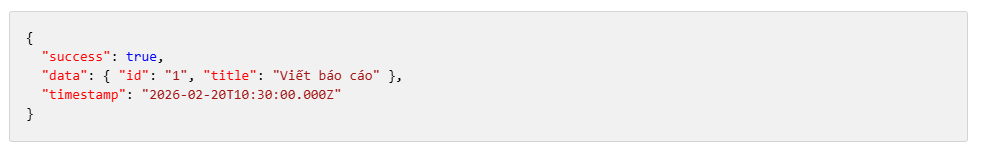 {
"success": true,
"data": { "id": "1", "title": "Viết báo cáo" },
"timestamp": "2026-02-20T10:30:00.000Z"
}